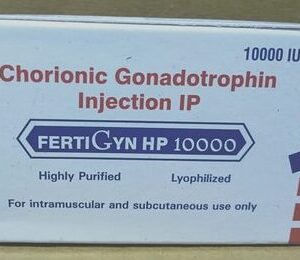 10000 IU
Chorionic Gonadotrophin
Injection IP
FERTIGYN HP 10000
Highly Purified Lyophilized
For intramuscular and subcutaneous use only